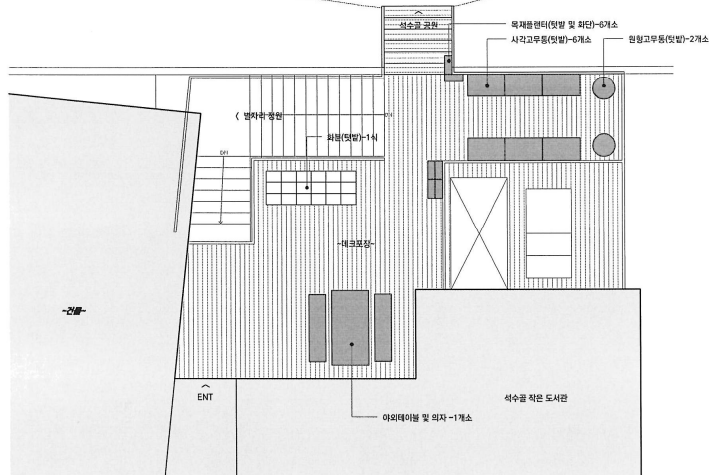 석수골 공원
목재플랜터(텃밭 및 화단)-6개소
사각고무통(텃밭)-6개소
원형고무통(텃밭)-2개소
〈 별자리 정원
화분(텃밭)-1식
DN
~데크포장~
~건물~
ENT
석수골 작은 도서관
야외테이블 및 의자 -1개소